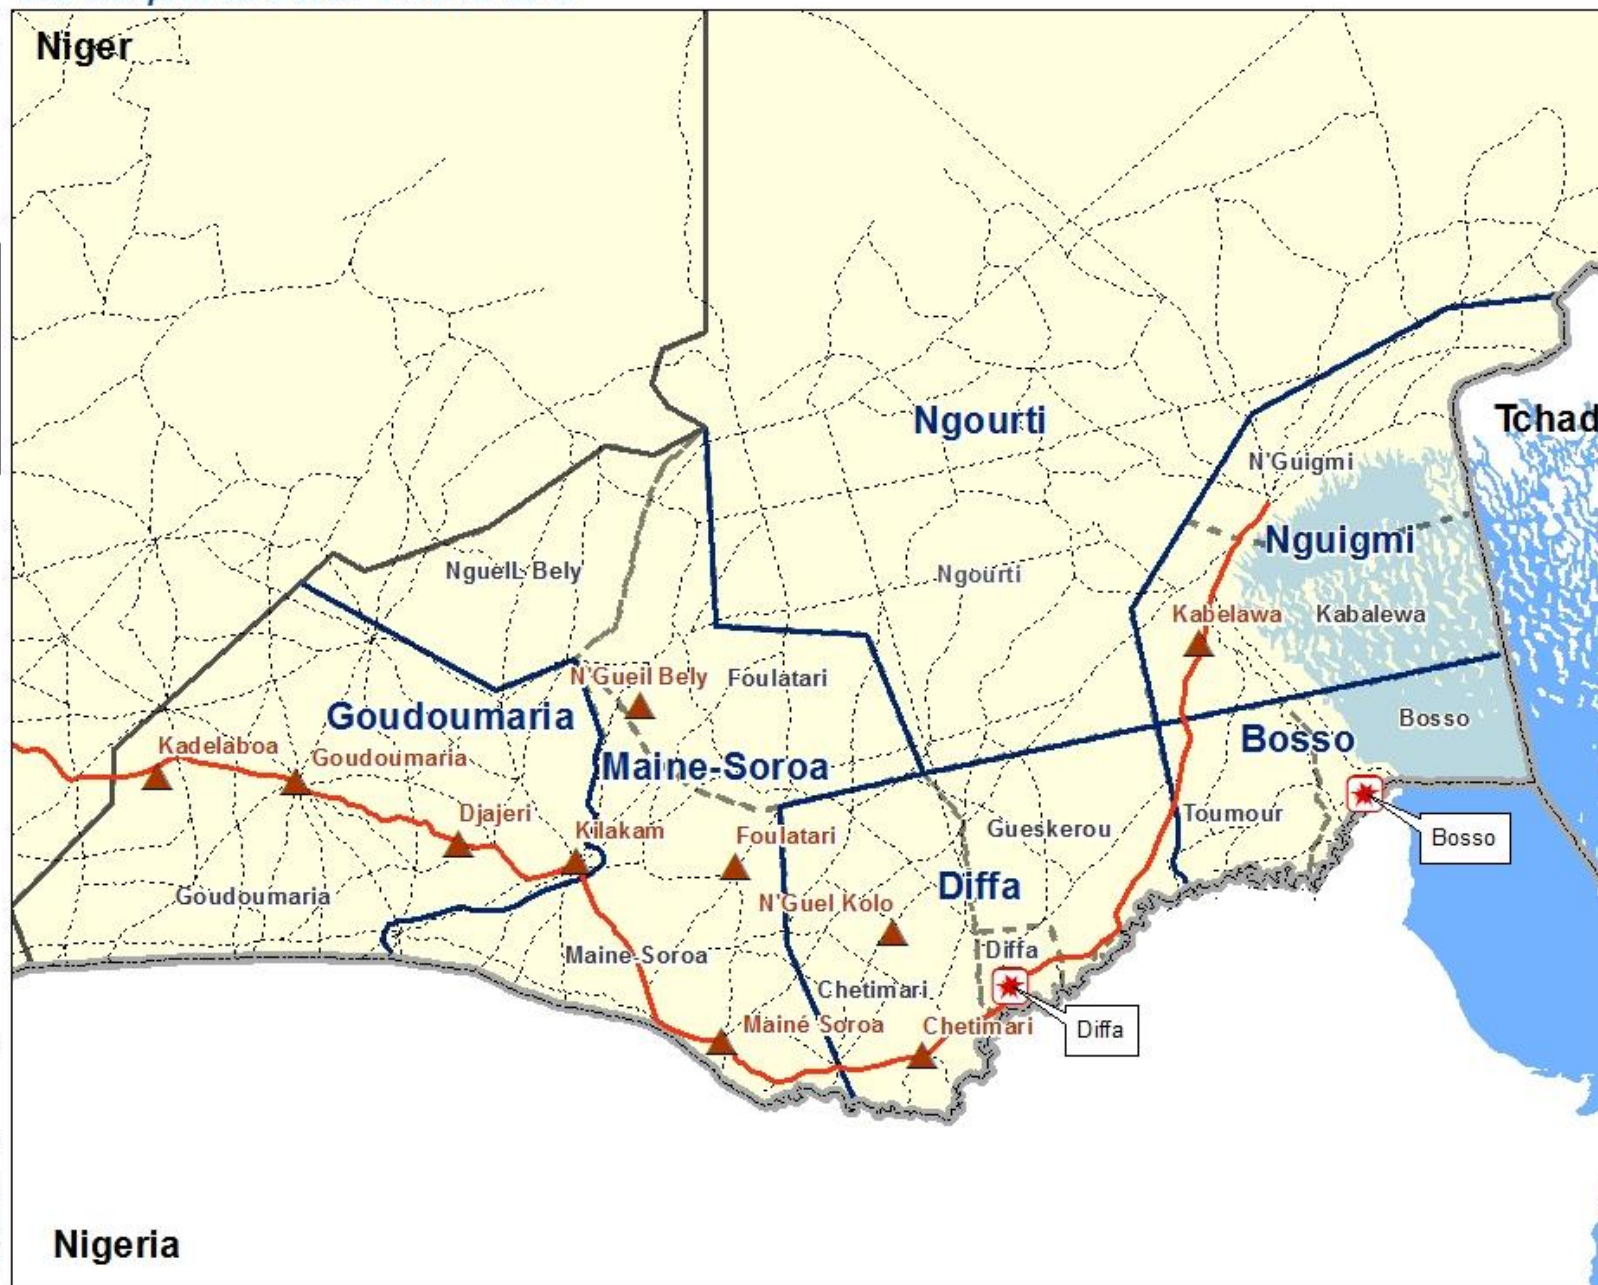 Niger
Ngourti
Tchad
N'Guigmi
Nguigmi
NguelL Bely
Ngourti
Kabelawa
Kabalewa
N'Gueil Bely
Foulatari
Goudoumaria
Bosso
Bosso
Kadelaboa
Goudoumaria
Maine-Soroa
Djajeri
Kilakam
Foulatari
Gueskerou
Toumour
Bosso
Goudoumaria
N'Guel Kolo
Diffa
Maine-Soroa
Diffa
Chetimari
Mainé Soroa
Chetimari
Diffa
Nigeria